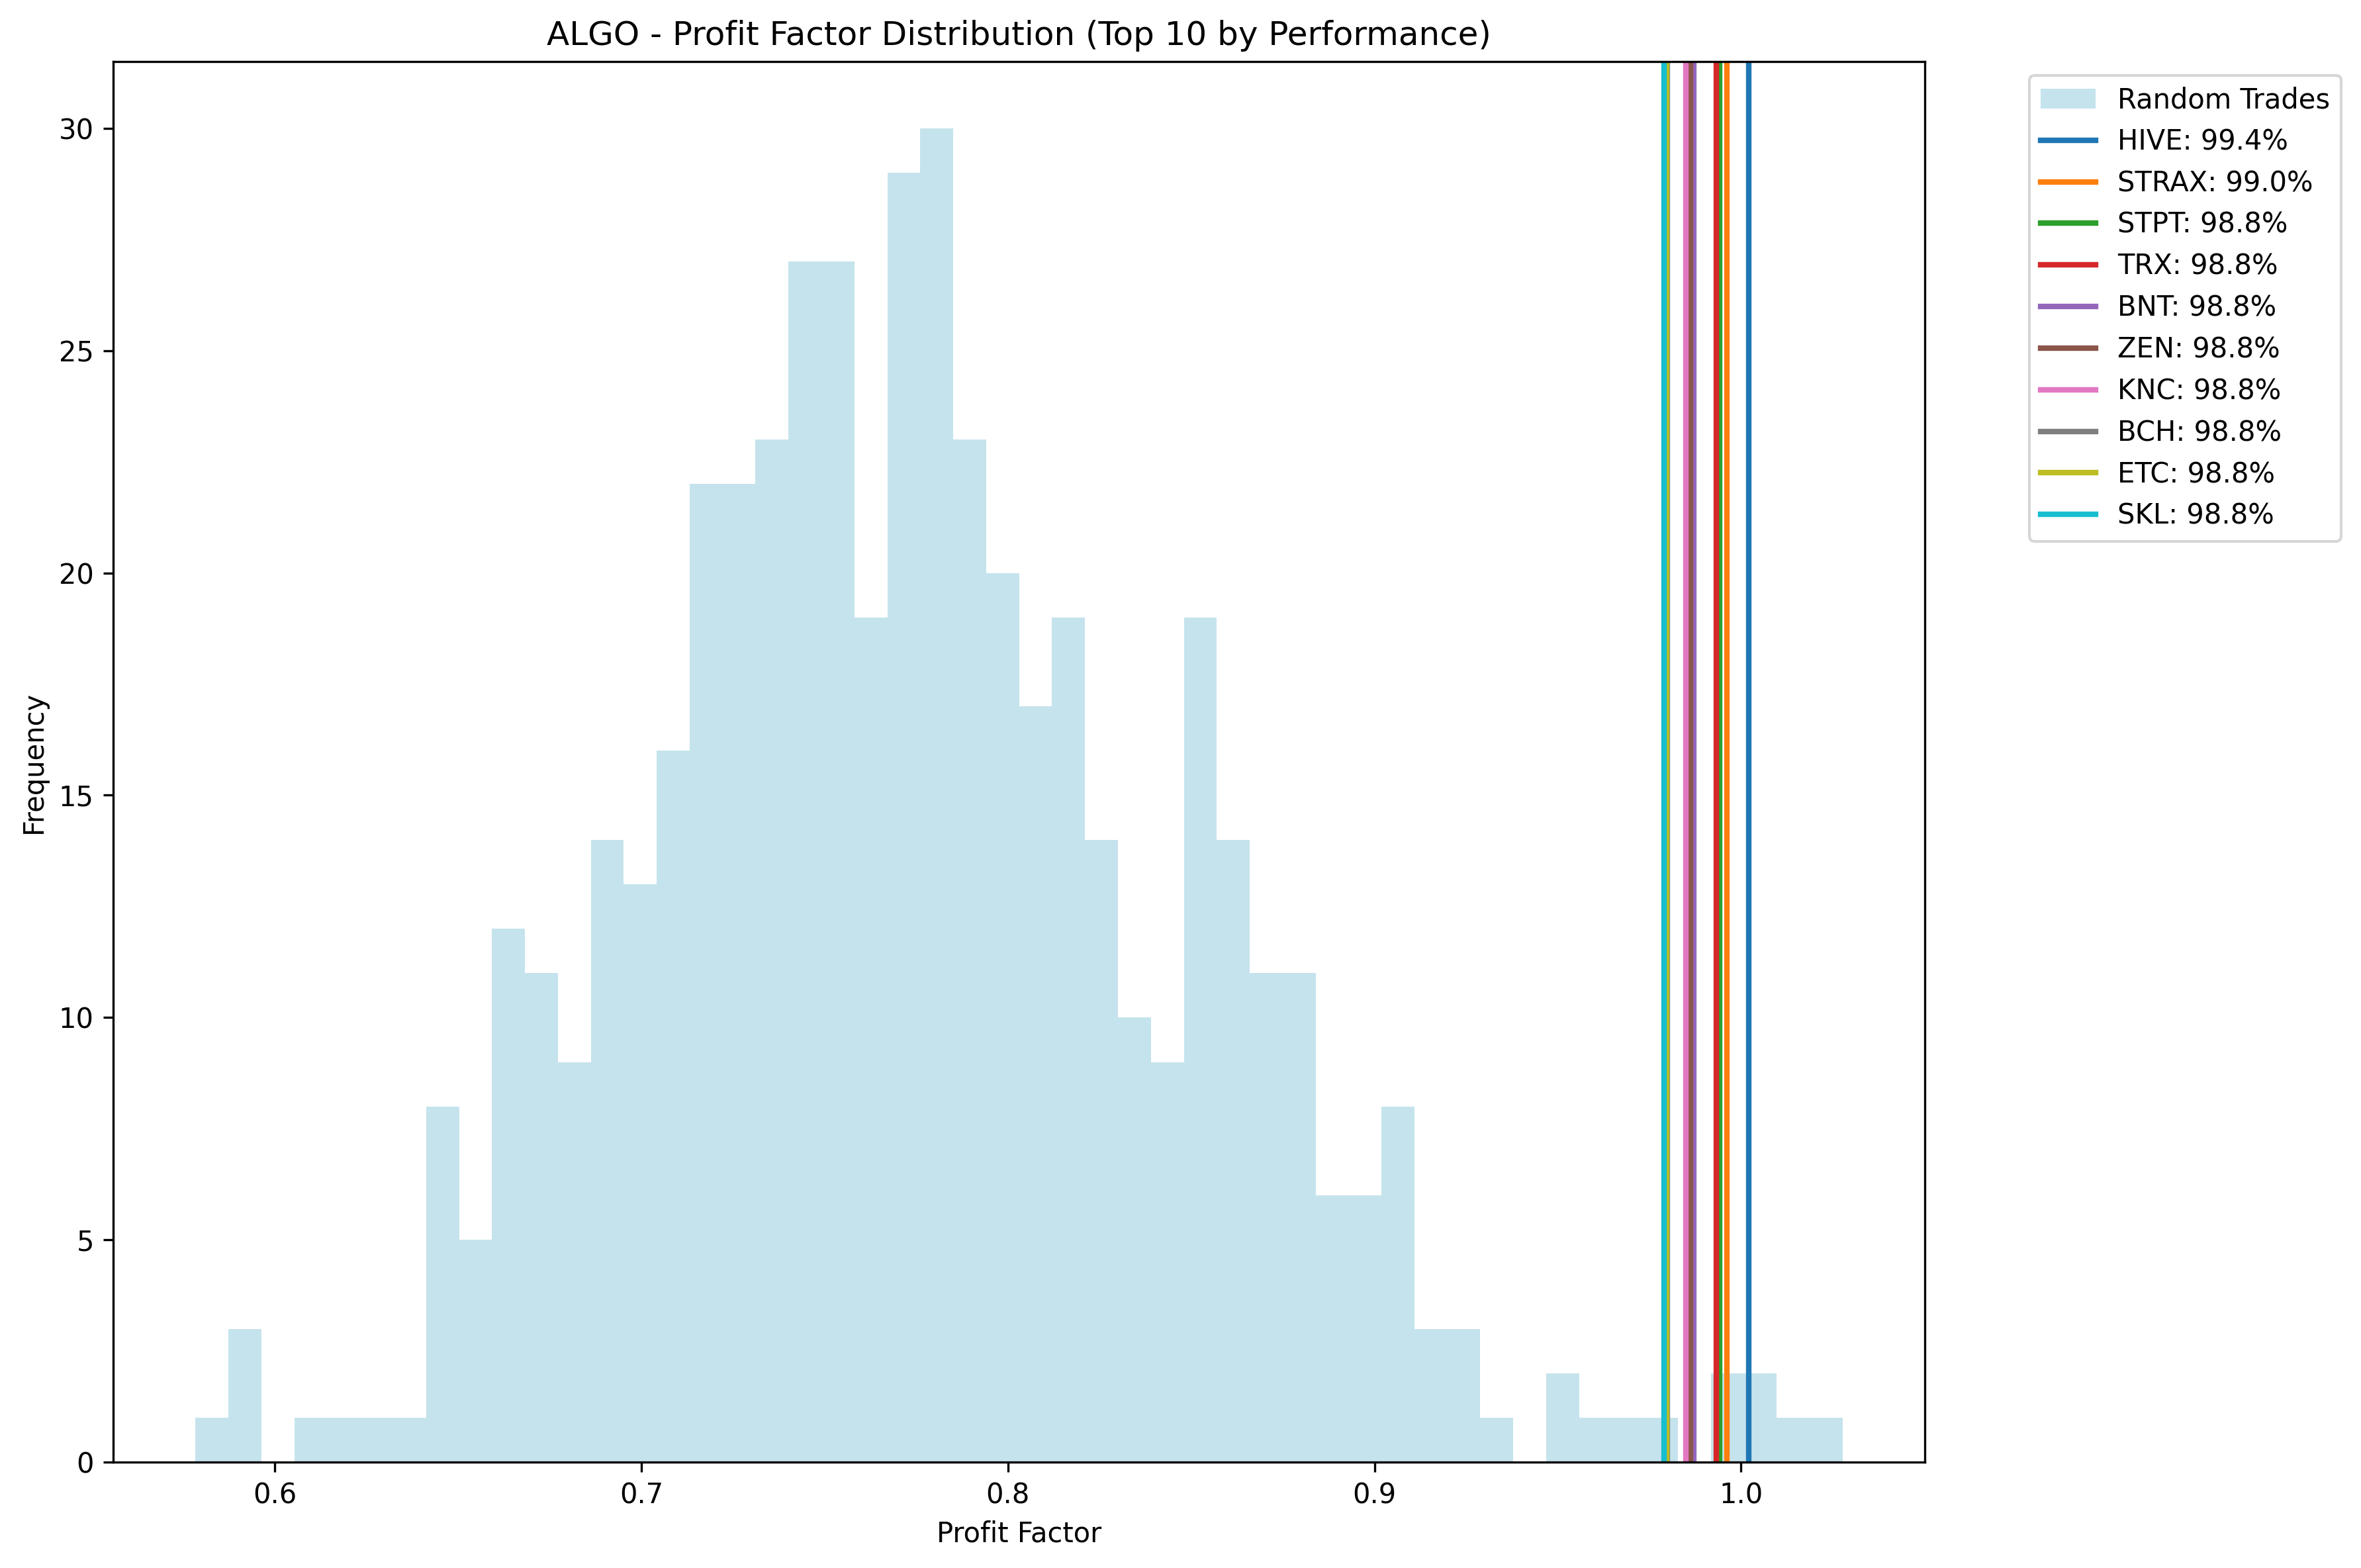 ALGO - Profit Factor Distribution (Top 10 by Performance)
Random Trades
HIVE: 99.4%
STRAX: 99.0%
STPT: 98.8%
TRX: 98.8%
BNT: 98.8%
ZEN: 98.8%
KNC: 98.8%
BCH: 98.8%
ETC: 98.8%
SKL: 98.8%
Frequency
30
25
20
15
10
5
0
0.6 0.7 0.8 0.9 1.0
Profit Factor